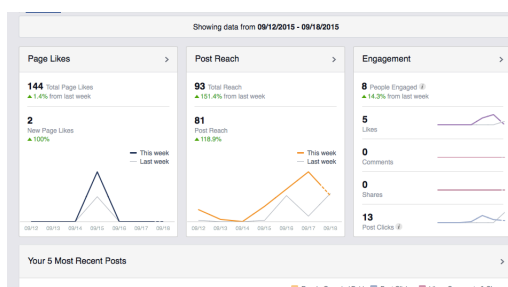 Showing data from 09/12/2015 - 09/18/2015
Page Likes >
144 Total Page Likes
▲1.4% from last week
2
New Page Likes
▲100%
— This week
— Last week
09/12 09/13 09/14 09/15 09/16 09/17 09/18
Post Reach >
93 Total Reach
▲151.4% from last week
81
Post Reach
▲118.9%
— This week
— Last week
09/12 09/13 09/14 09/15 09/16 09/17 09/18
Engagement >
8 People Engaged i
▲14.3% from last week
5
Likes
0
Comments
0
Shares
13
Post Clicks i
Your 5 Most Recent Posts >